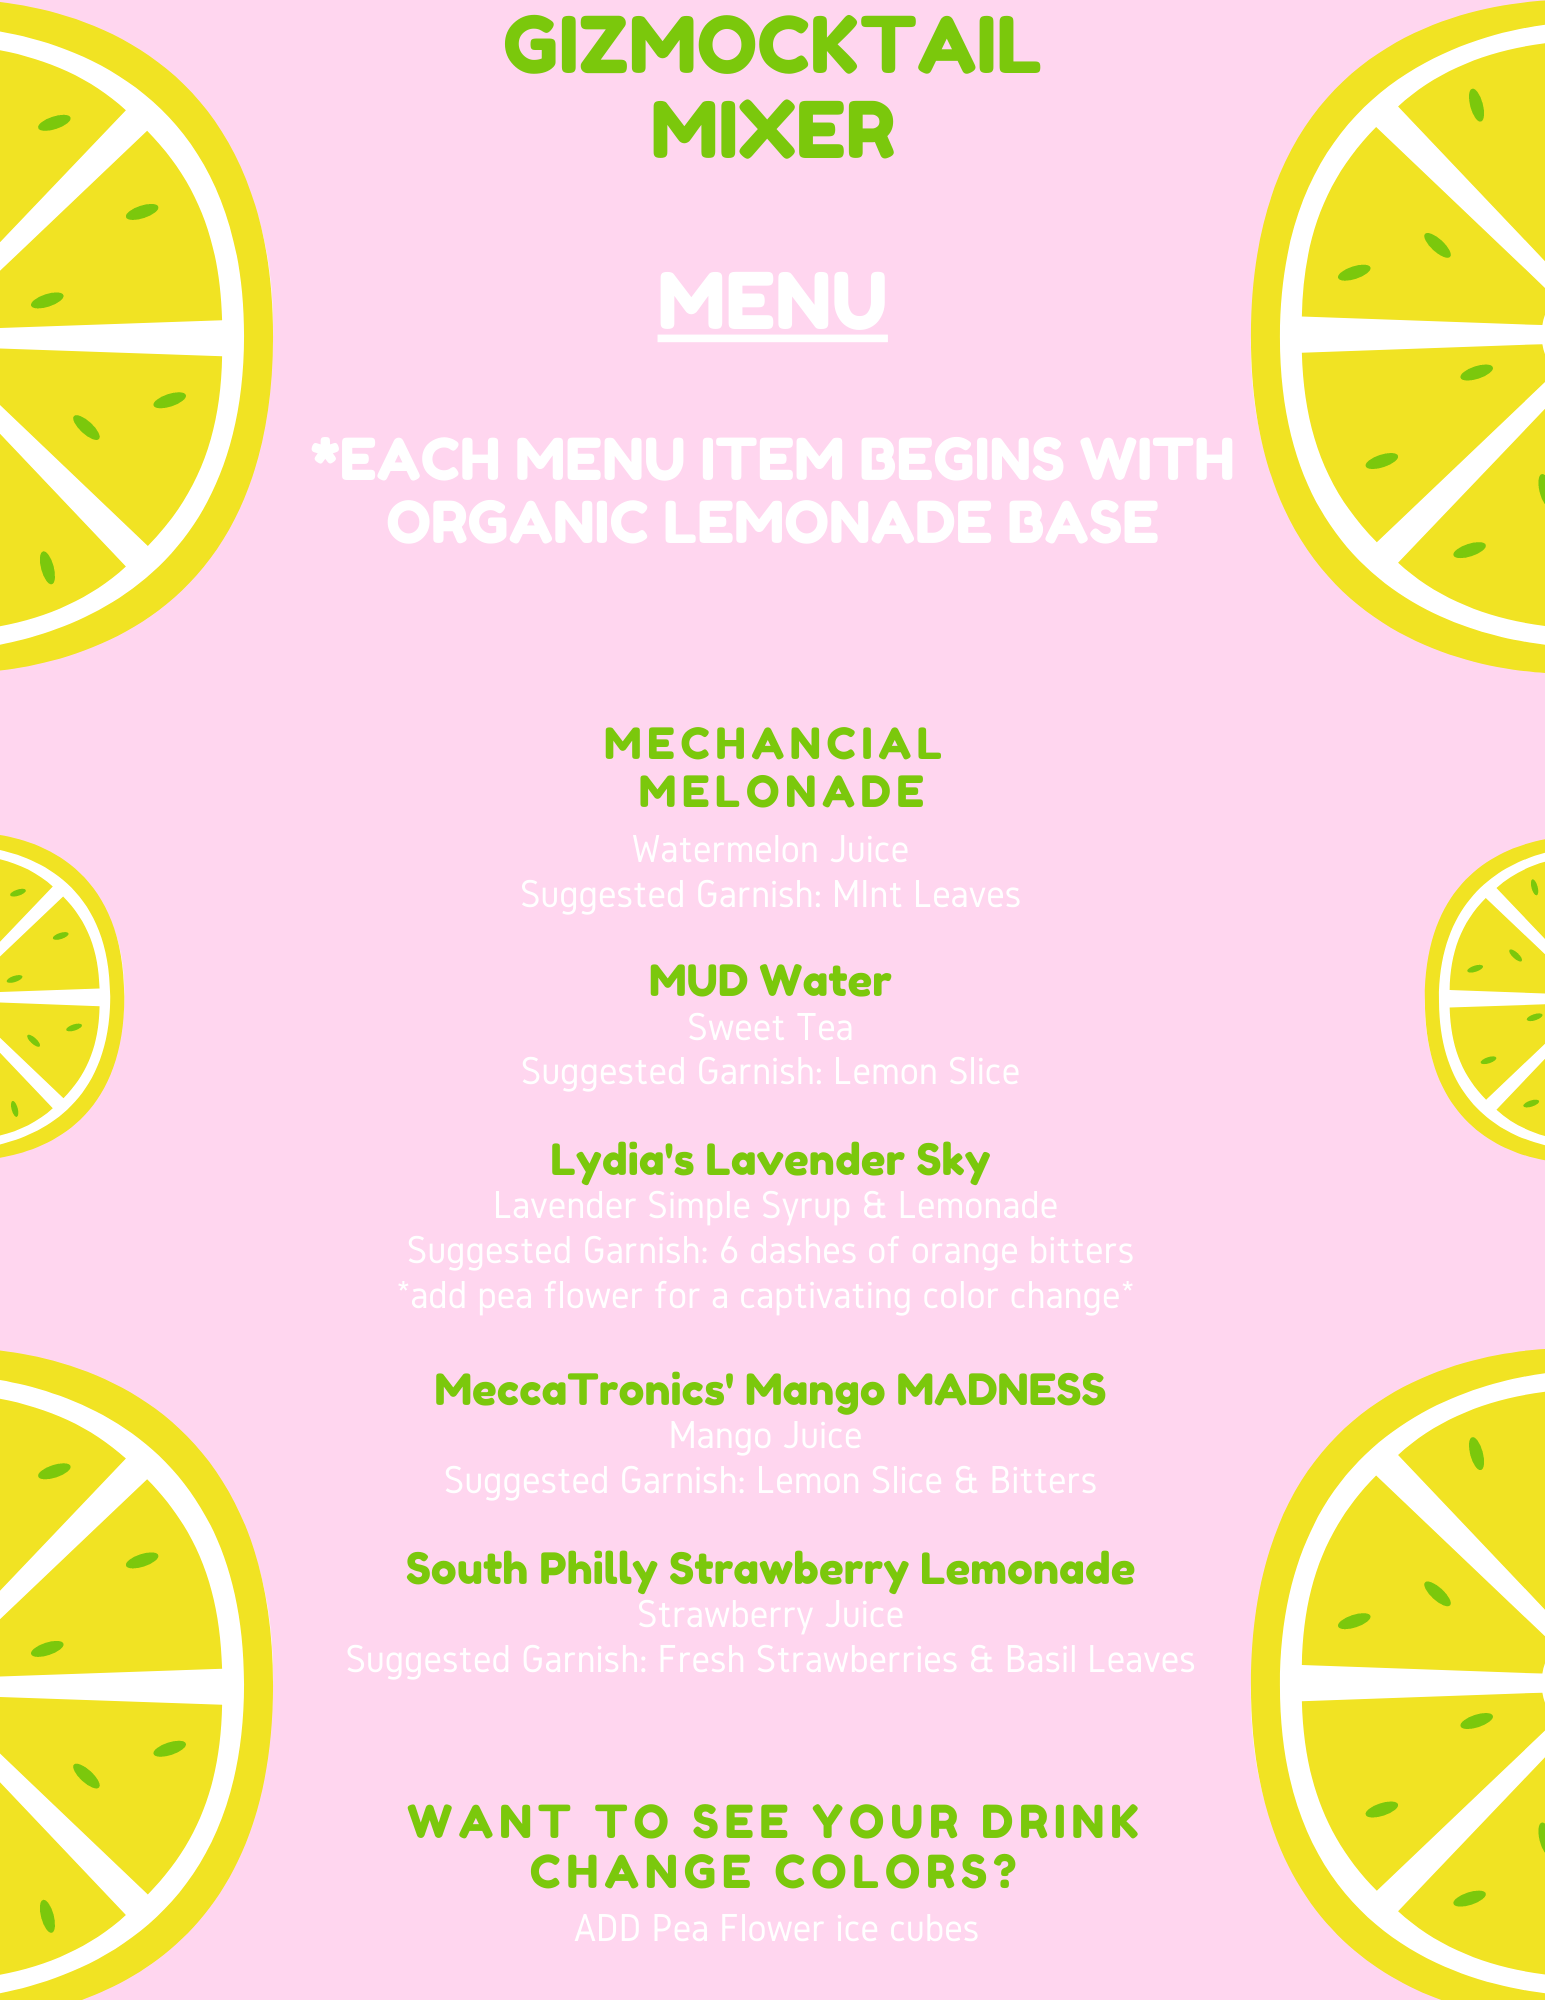 GIZMOCKTAIL
MIXER
MENU
*EACH MENU ITEM BEGINS WITH
ORGANIC LEMONADE BASE
MECHANCIAL
MELONADE
Watermelon Juice
Suggested Garnish: MInt Leaves
MUD Water
Sweet Tea
Suggested Garnish: Lemon Slice
Lydia's Lavender Sky
Lavender Simple Syrup & Lemonade
Suggested Garnish: 6 dashes of orange bitters
*add pea flower for a captivating color change*
MeccaTronics' Mango MADNESS
Mango Juice
Suggested Garnish: Lemon Slice & Bitters
South Philly Strawberry Lemonade
Strawberry Juice
Suggested Garnish: Fresh Strawberries & Basil Leaves
WANT TO SEE YOUR DRINK
CHANGE COLORS?
ADD Pea Flower ice cubes